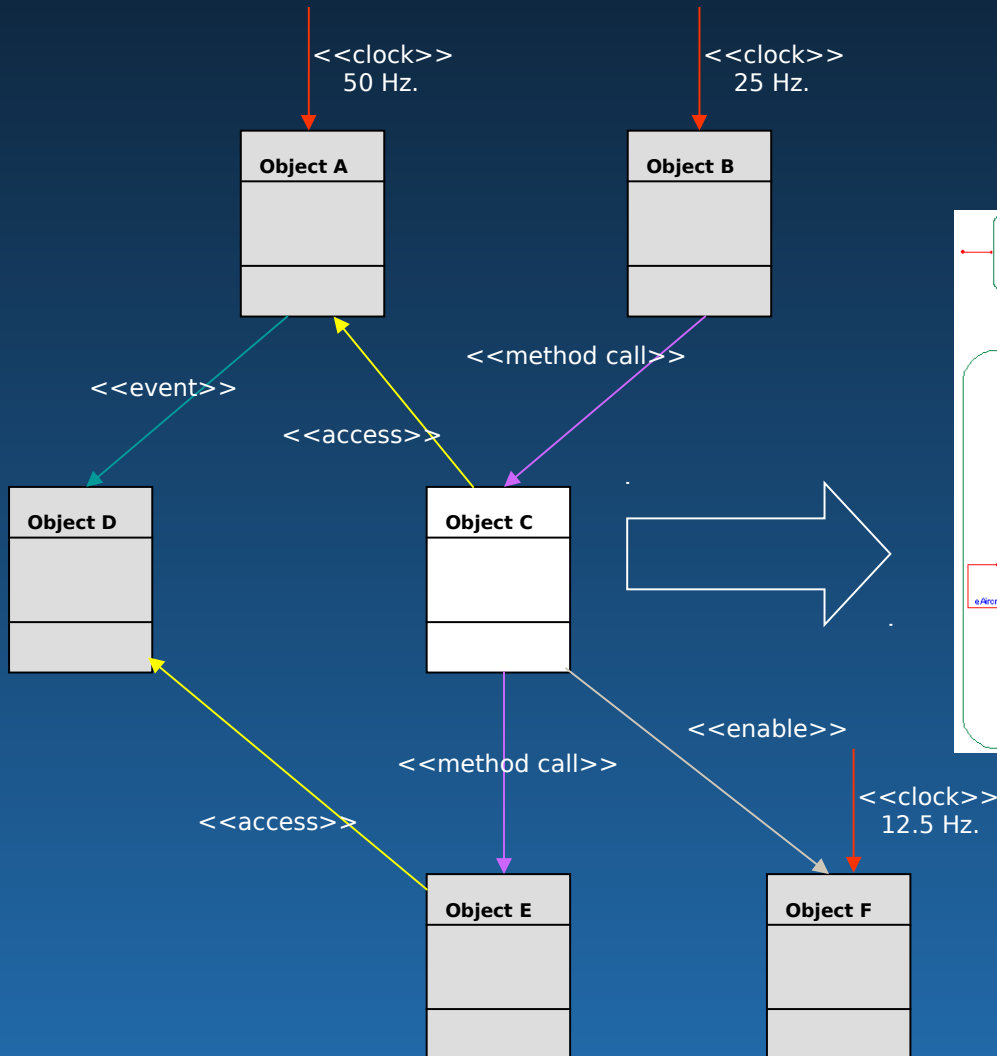 <<clock>>
50 Hz.
<<clock>>
25 Hz.
Object A
Object B
<<method call>>
<<event>>
<<access>>
Object D
Object C
<<enable>>
<<method call>>
<<clock>>
12.5 Hz.
<<access>>
Object E
Object F